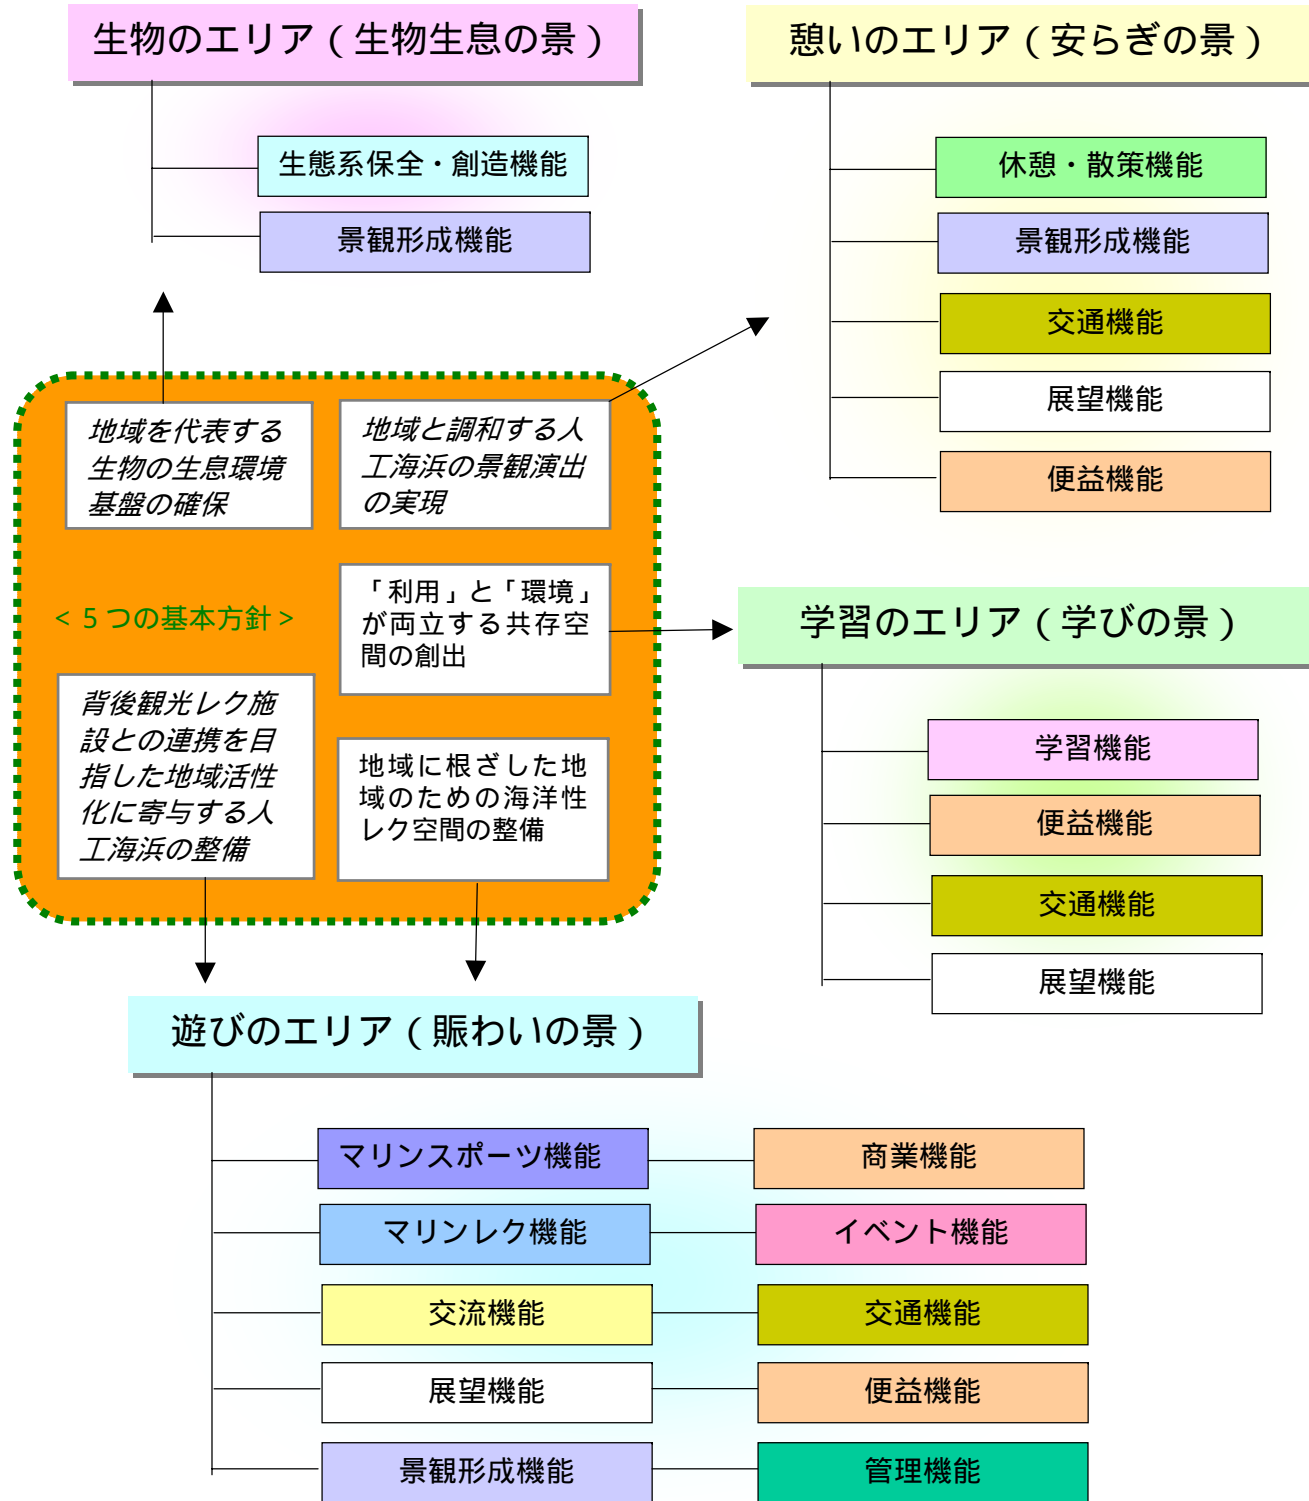 生物のエリア（生物生息の景）
生態系保全・創造機能
景観形成機能
憩いのエリア（安らぎの景）
休憩・散策機能
景観形成機能
交通機能
展望機能
便益機能
地域を代表する
生物の生息環境
基盤の確保
地域と調和する人
工海浜の景観演出
の実現
＜５つの基本方針＞
「利用」と「環境」
が両立する共存空
間の創出
背後観光レク施
設との連携を目
指した地域活性
化に寄与する人
工海浜の整備
地域に根ざした地
域のための海洋性
レク空間の整備
学習のエリア（学びの景）
学習機能
便益機能
交通機能
展望機能
遊びのエリア（賑わいの景）
マリンスポーツ機能
商業機能
マリンレク機能
イベント機能
交流機能
交通機能
展望機能
便益機能
景観形成機能
管理機能